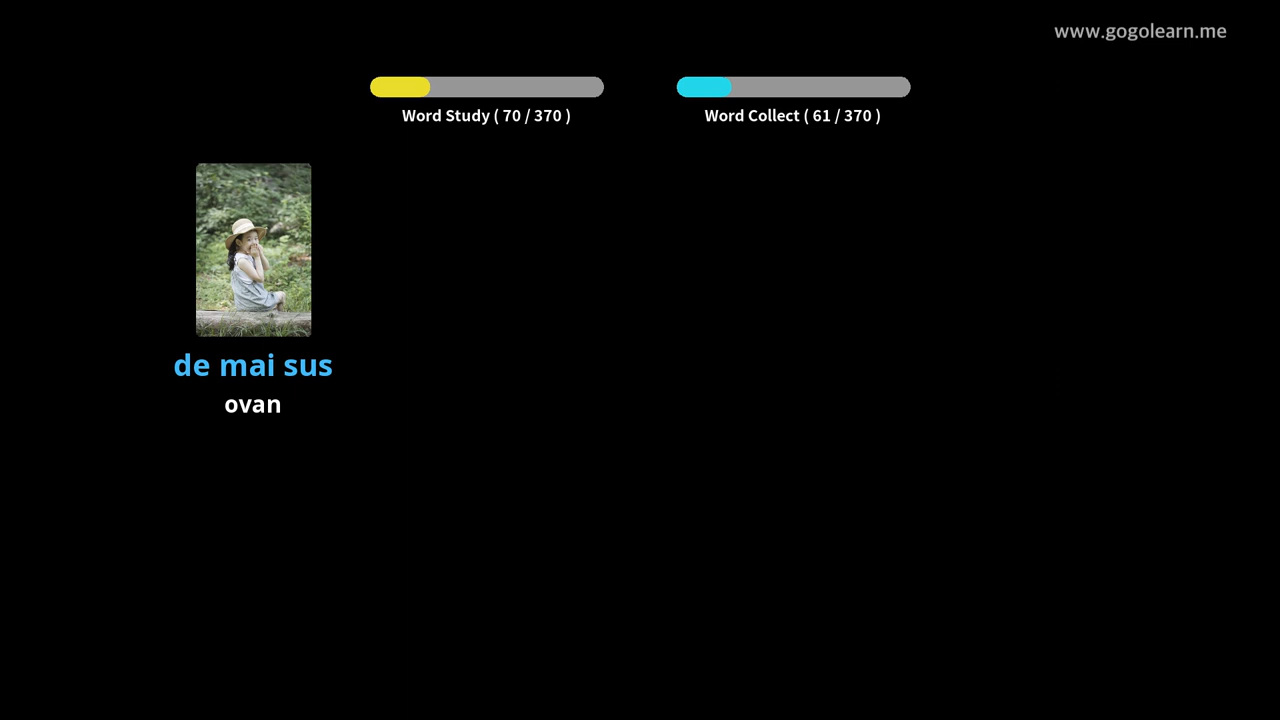 www.gogolearn.me
Word Study ( 70 / 370 )
Word Collect ( 61 / 370 )
de mai sus
ovan